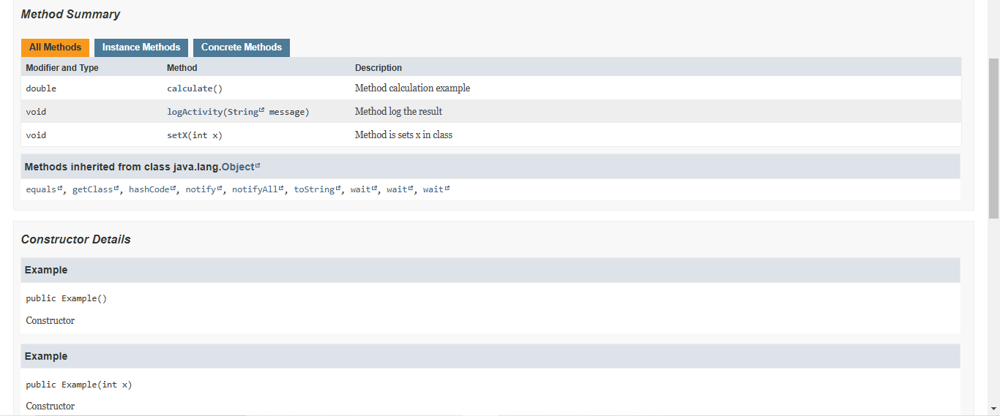 Method Summary
All Methods Instance Methods Concrete Methods
Modifier and Type Method Description
double calculate() Method calculation example
void logActivity(String message) Method log the result
void setX(int x) Method is sets x in class
Methods inherited from class java.lang.Object
equals, getClass, hashCode, notify, notifyAll, toString, wait, wait, wait
Constructor Details
Example
public Example()
Constructor
Example
public Example(int x)
Constructor